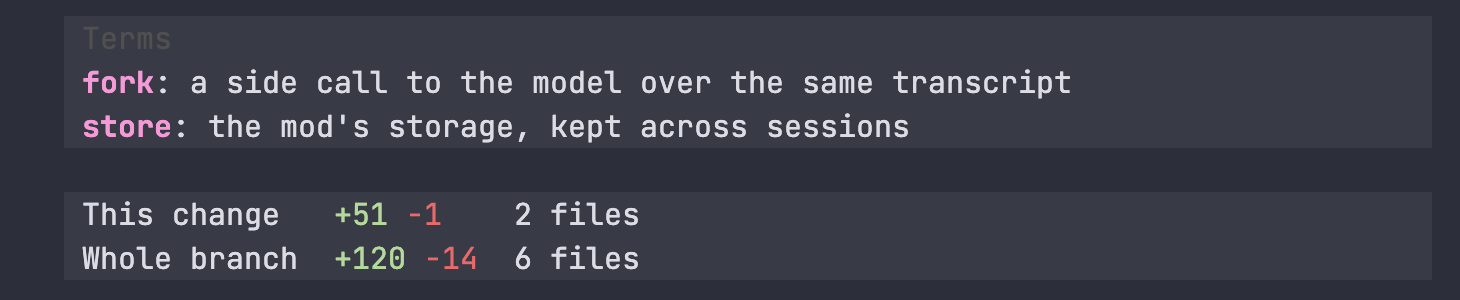 Terms
fork: a side call to the model over the same transcript
store: the mod's storage, kept across sessions
This change +51 -1 2 files
Whole branch +120 -14 6 files